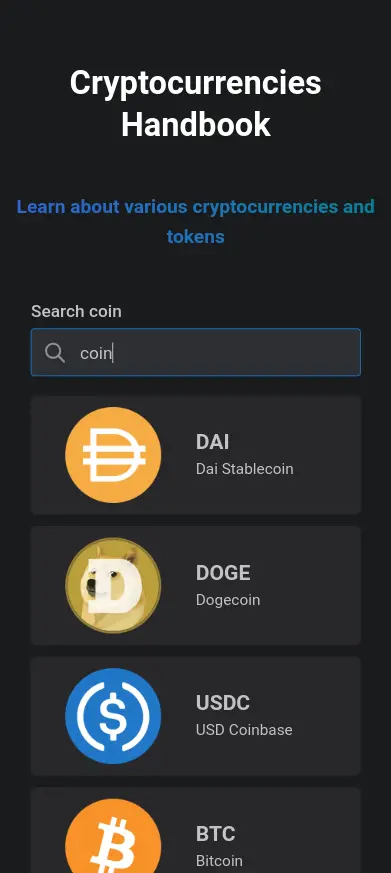 Cryptocurrencies
Handbook
Learn about various cryptocurrencies and
tokens
Search coin
coin
DAI
Dai Stablecoin
DOGE
Dogecoin
USDC
USD Coinbase
BTC
Bitcoin